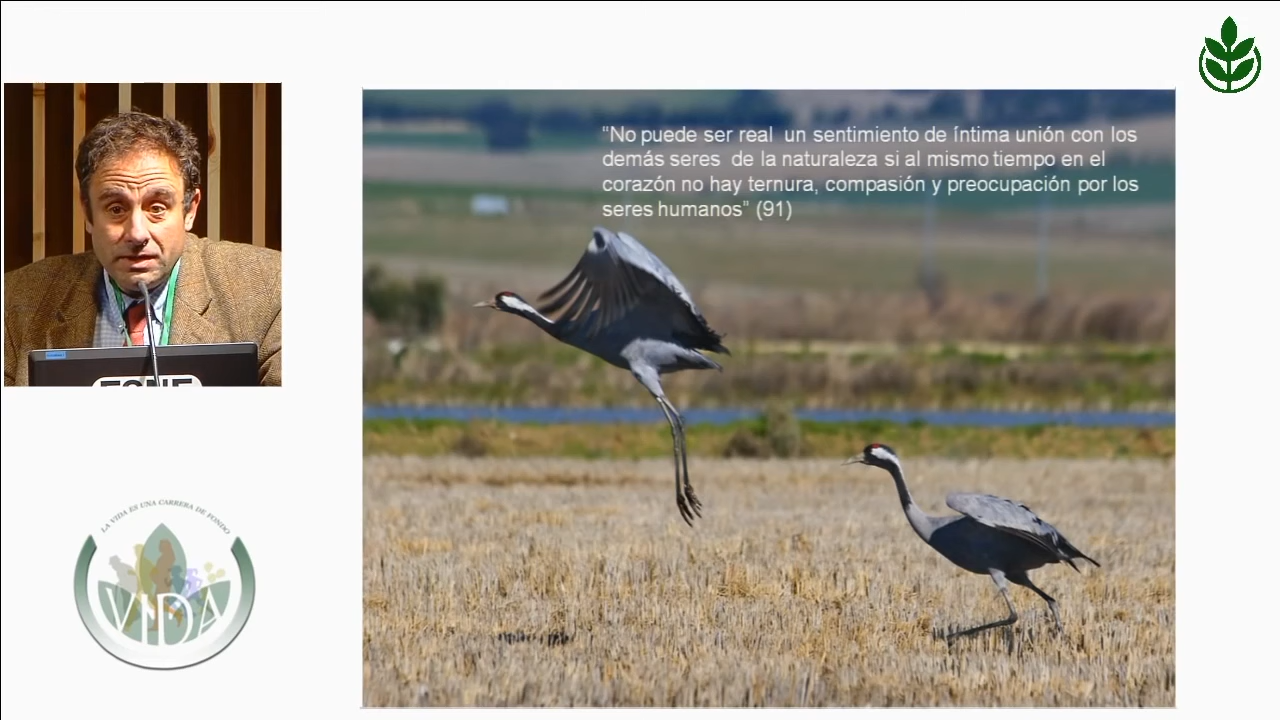 “No puede ser real un sentimiento de íntima unión con los
demás seres de la naturaleza si al mismo tiempo en el
corazón no hay ternura, compasión y preocupación por los
seres humanos” (91)
LA VIDA ES UNA CARRERA DE FONDO
VIDA